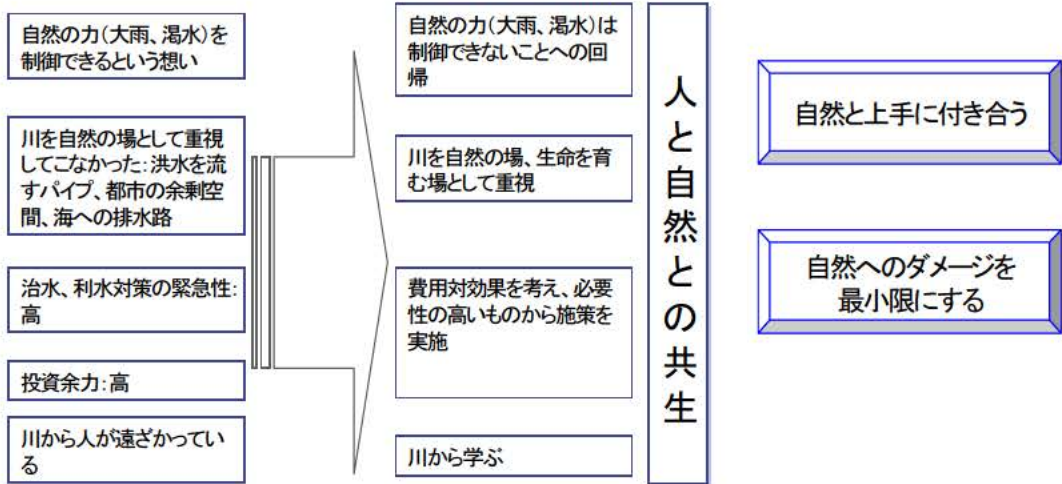 自然の力(大雨、渇水)を
制御できるという想い
川を自然の場として重視
してこなかった:洪水を流
すパイプ、都市の余剰空
間、海への排水路
治水、利水対策の緊急性:
高
投資余力:高
川から人が遠ざかってい
る
自然の力(大雨、渇水)は
制御できないことへの回
帰
川を自然の場、生命を育
む場として重視
費用対効果を考え、必要
性の高いものから施策を
実施
川から学ぶ
人と自然との共生
自然と上手に付き合う
自然へのダメージを
最小限にする